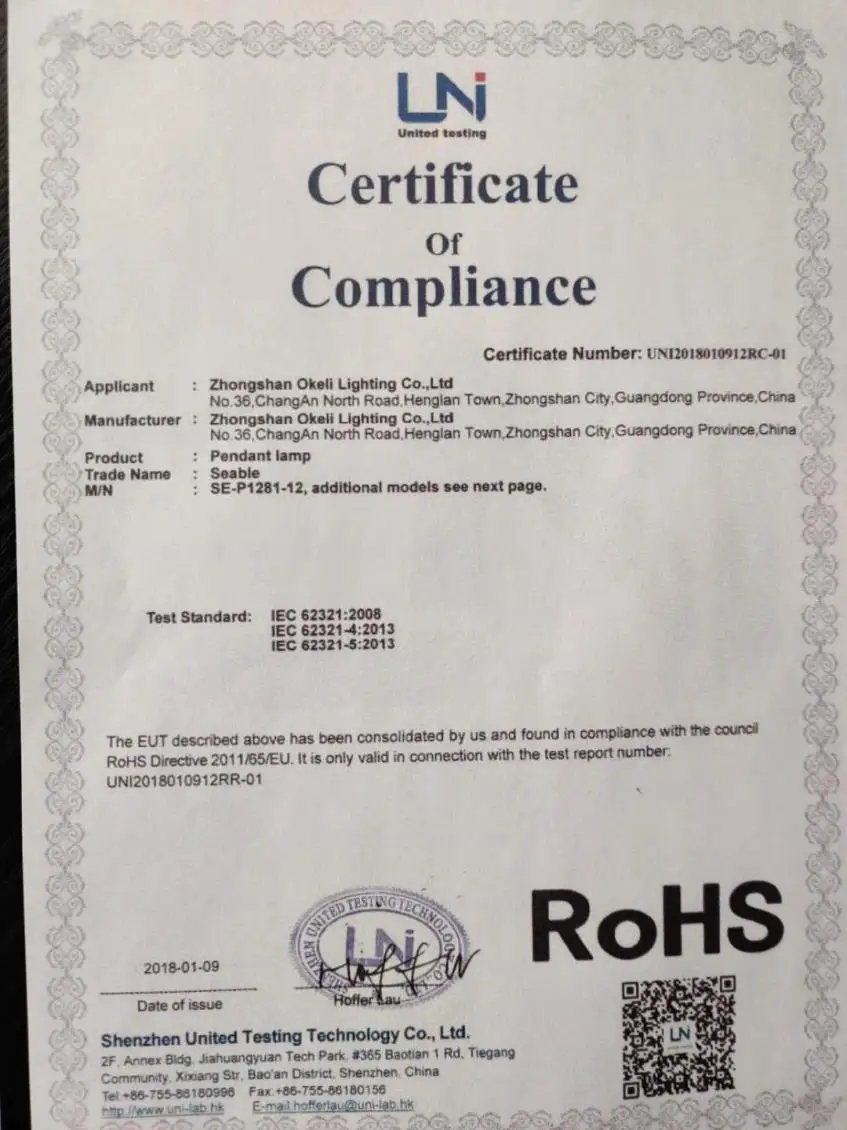 LNi
United testing
Certificate
Of
Compliance
Certificate Number: UNI2018010912RC-01
Applicant : Zhongshan Okeli Lighting Co.,Ltd
No.36,ChangAn North Road,Henglan Town,Zhongshan City,Guangdong Province,China
Manufacturer : Zhongshan Okeli Lighting Co.,Ltd
No.36,ChangAn North Road,Henglan Town,Zhongshan City,Guangdong Province,China
Product : Pendant lamp
Trade Name : Seable
M/N : SE-P1281-12, additional models see next page.
Test Standard: IEC 62321:2008
IEC 62321-4:2013
IEC 62321-5:2013
The EUT described above has been consolidated by us and found in compliance with the council
RoHS Directive 2011/65/EU. It is only valid in connection with the test report number:
UNI2018010912RR-01
RoHS
UNITED TESTING TECHNOLOGY
LNi
2018-01-09
Date of issue
Hoffer Lau
LN
Shenzhen United Testing Technology Co., Ltd.
2F, Annex Bldg, Jiahuangyuan Tech Park, #365 Baotian 1 Rd, Tiegang
Community, Xixiang Str, Bao'an District, Shenzhen, China
Tel:+86-755-86180996 Fax:+86-755-86180156
http://www.uni-lab.hk E-mail:hofferlau@uni-lab.hk